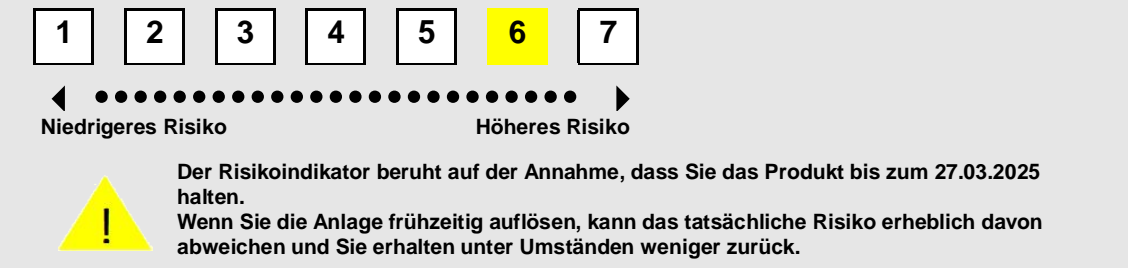 1 2 3 4 5 6 7
Niedrigeres Risiko Höheres Risiko
Der Risikoindikator beruht auf der Annahme, dass Sie das Produkt bis zum 27.03.2025
halten.
Wenn Sie die Anlage frühzeitig auflösen, kann das tatsächliche Risiko erheblich davon
! abweichen und Sie erhalten unter Umständen weniger zurück.